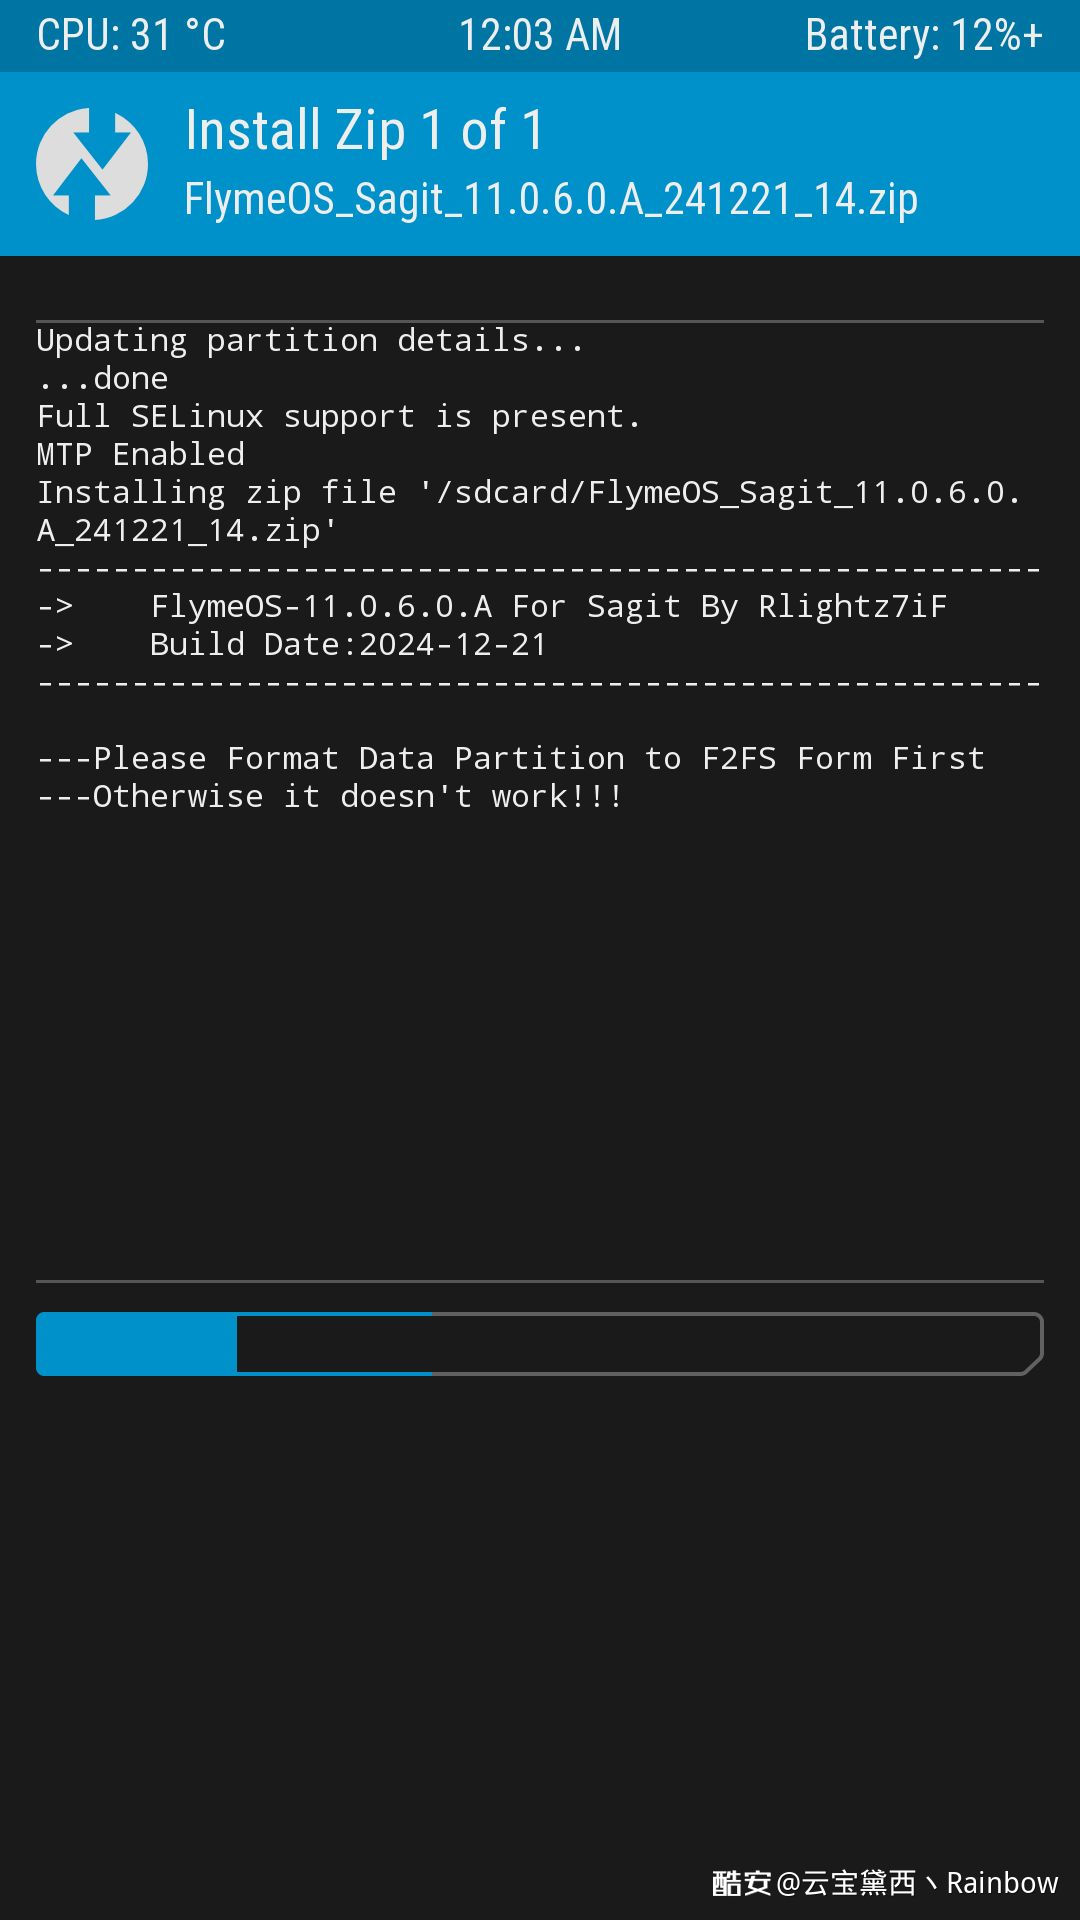 CPU: 31 °C 12:03 AM Battery: 12%+
Install Zip 1 of 1
FlymeOS_Sagit_11.0.6.0.A_241221_14.zip
Updating partition details...
...done
Full SELinux support is present.
MTP Enabled
Installing zip file '/sdcard/FlymeOS_Sagit_11.0.6.0.
A_241221_14.zip'
-----------------------------------------------------
->    FlymeOS-11.0.6.0.A For Sagit By Rlightz7iF
->    Build Date:2024-12-21
-----------------------------------------------------
---Please Format Data Partition to F2FS Form First
---Otherwise it doesn't work!!!
酷安 @云宝黛西丶Rainbow